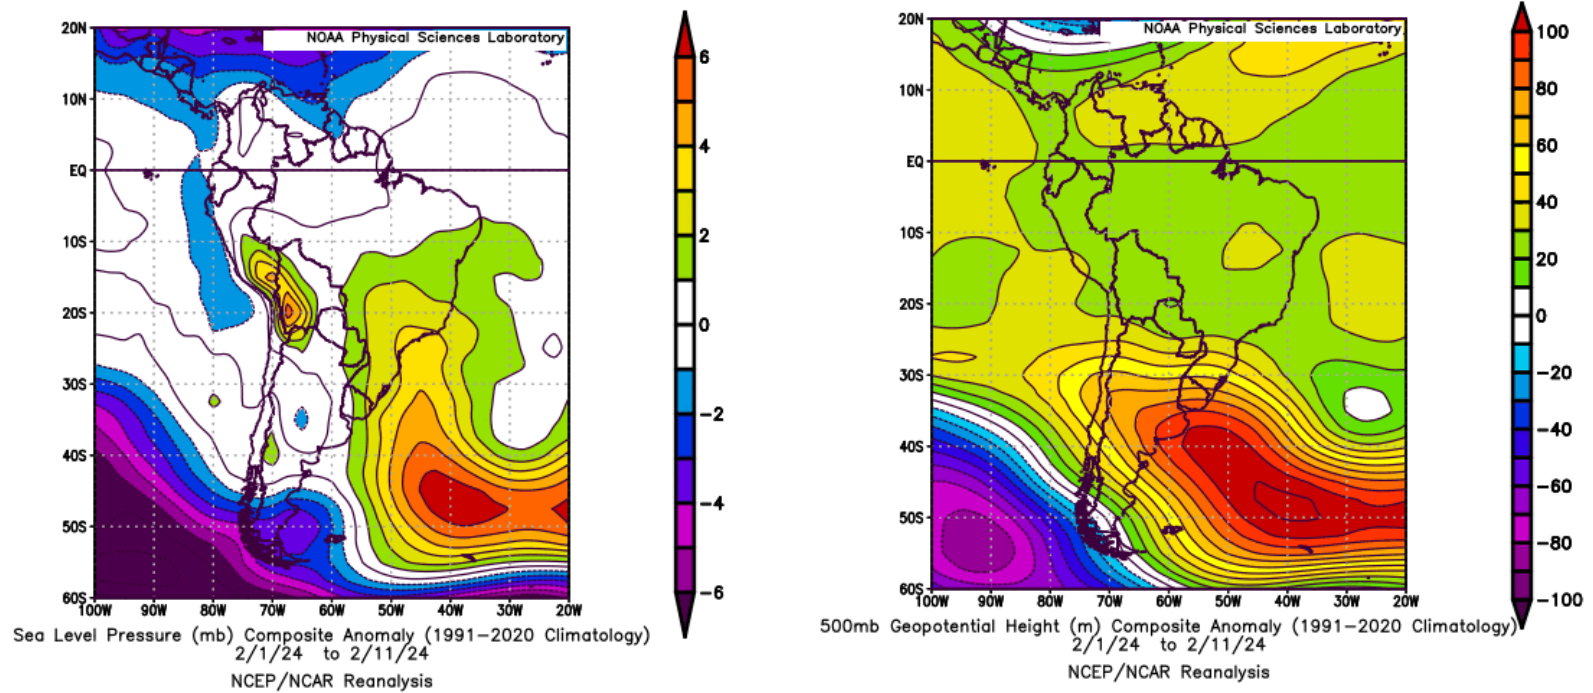 NOAA Physical Sciences Laboratory
20N
10N
EQ
10S
20S
30S
40S
50S
60S
100W 90W 80W 70W 60W 50W 40W 30W 20W
6
4
2
0
−2
−4
−6
Sea Level Pressure (mb) Composite Anomaly (1991−2020 Climatology)
2/1/24 to 2/11/24
NCEP/NCAR Reanalysis
NOAA Physical Sciences Laboratory
20N
10N
EQ
10S
20S
30S
40S
50S
60S
100W 90W 80W 70W 60W 50W 40W 30W 20W
100
80
60
40
20
0
−20
−40
−60
−80
−100
500mb Geopotential Height (m) Composite Anomaly (1991−2020 Climatology)
2/1/24 to 2/11/24
NCEP/NCAR Reanalysis